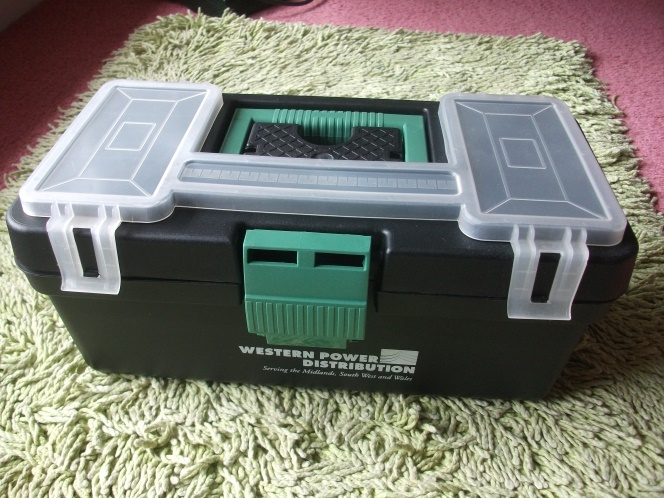 WESTERN POWER
DISTRIBUTION
Serving the Midlands, South West and Wales